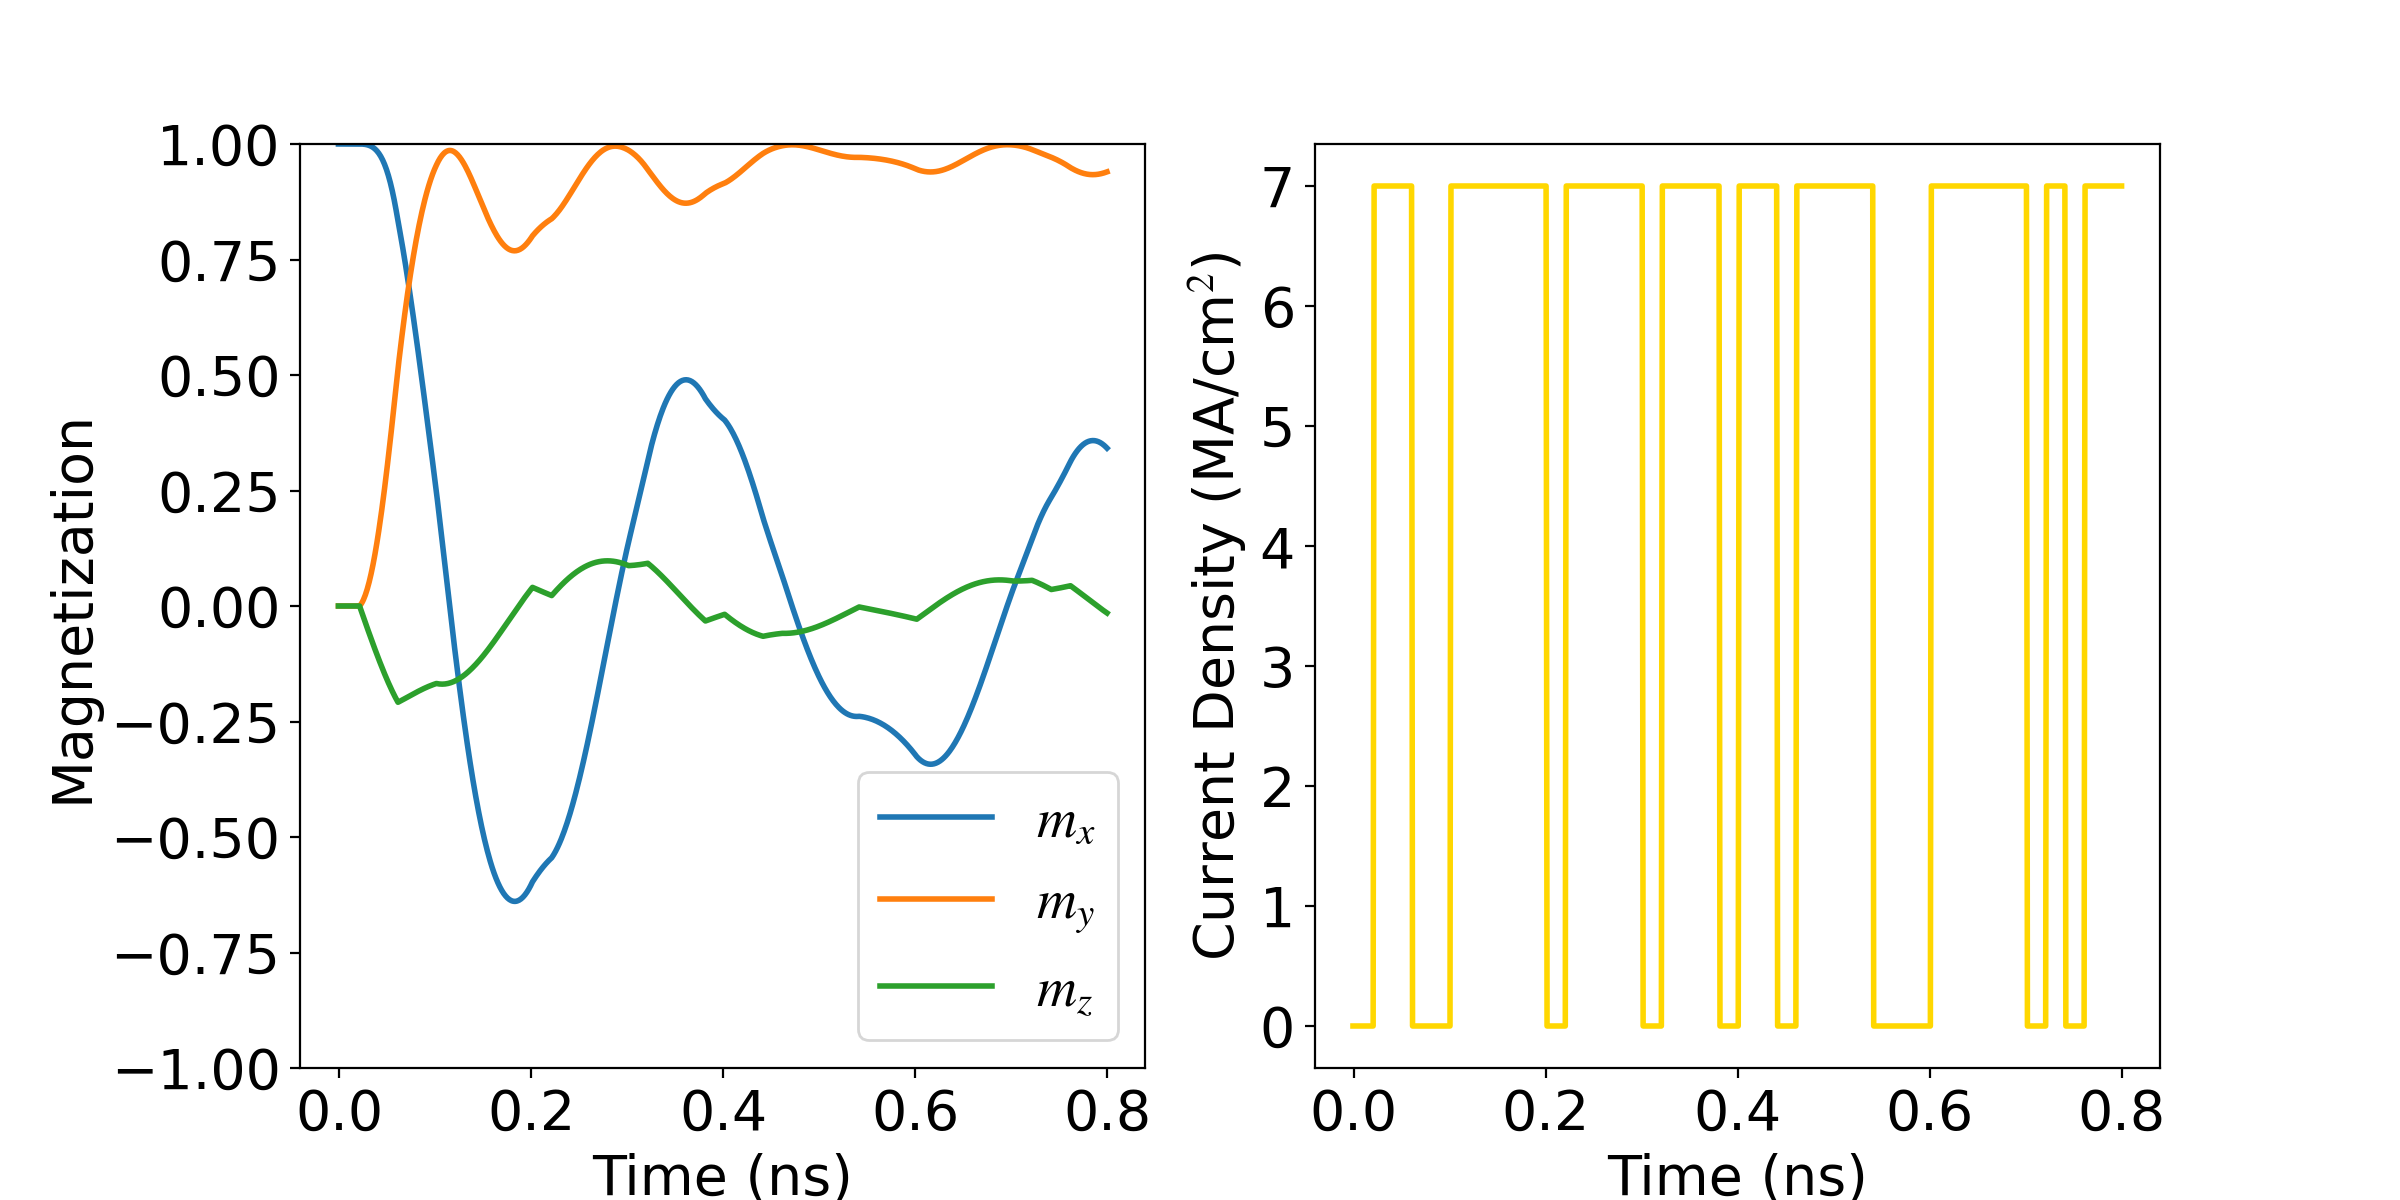 Magnetization
1.00
0.75
0.50
0.25
0.00
−0.25
−0.50
−0.75
−1.00
0.0 0.2 0.4 0.6 0.8
Time (ns)
m_x
m_y
m_z
Current Density (MA/cm²)
7
6
5
4
3
2
1
0
0.0 0.2 0.4 0.6 0.8
Time (ns)